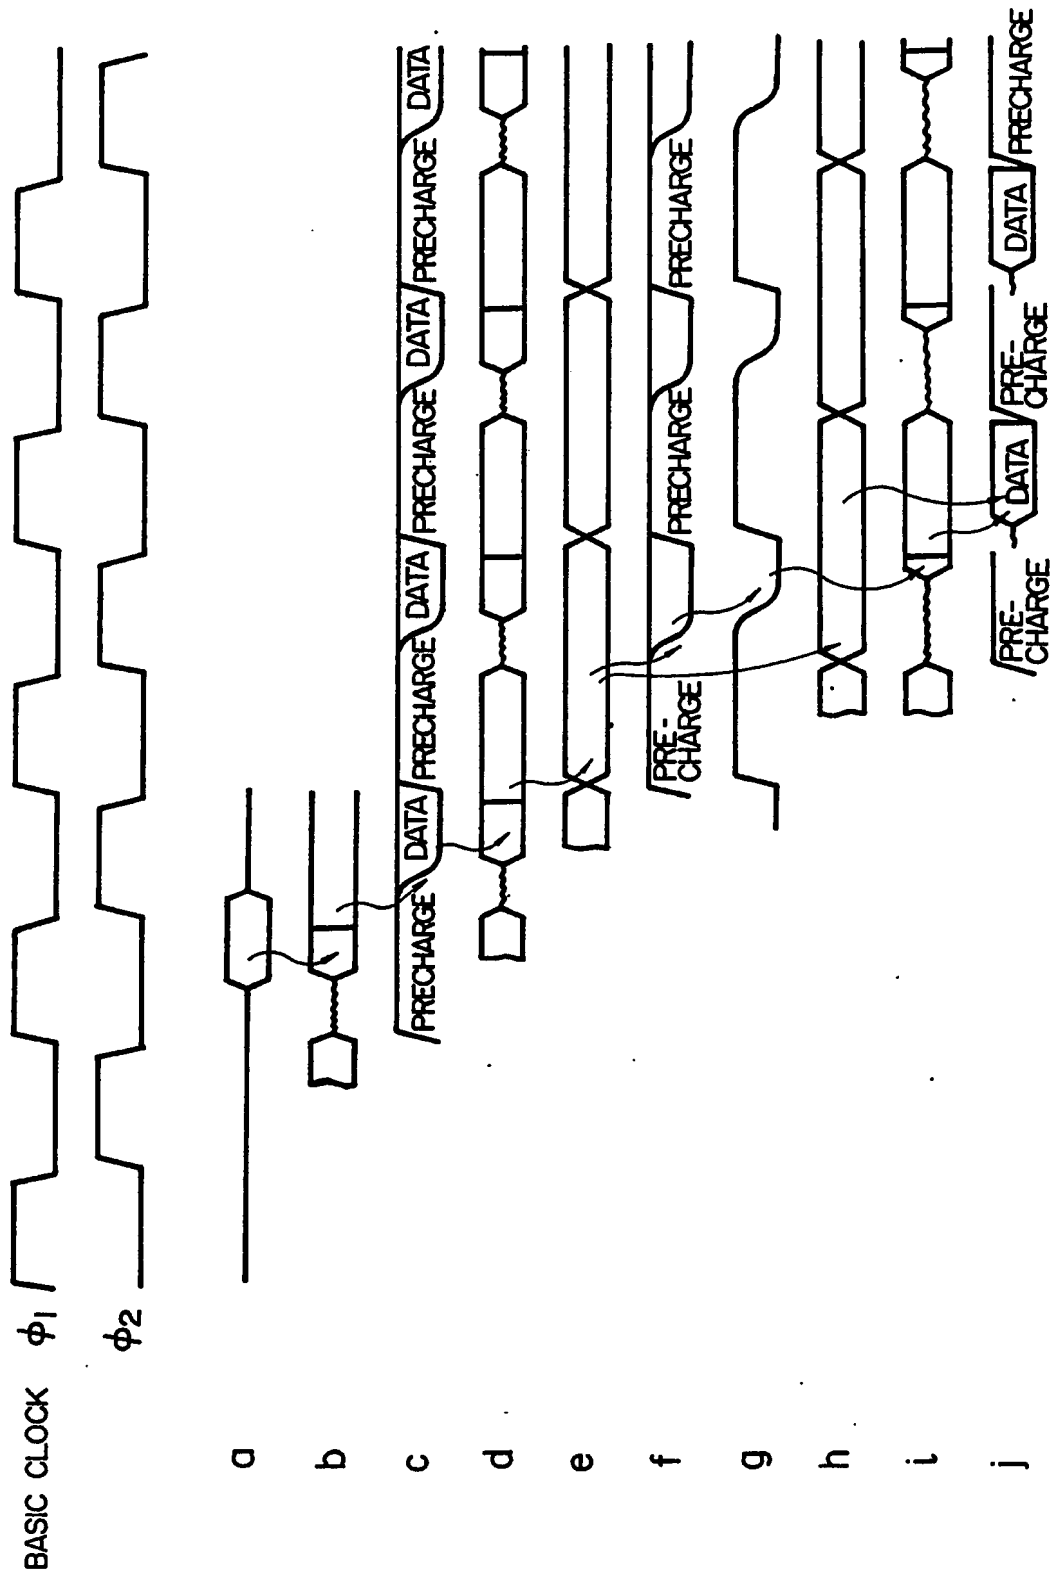 BASIC CLOCK ϕ1
ϕ2
a
b
c PRECHARGE DATA PRECHARGE DATA PRECHARGE DATA PRECHARGE DATA
d
e
f PRE-
CHARGE PRECHARGE PRECHARGE
g
h
i
j PRE-
CHARGE DATA PRE-
CHARGE DATA PRECHARGE